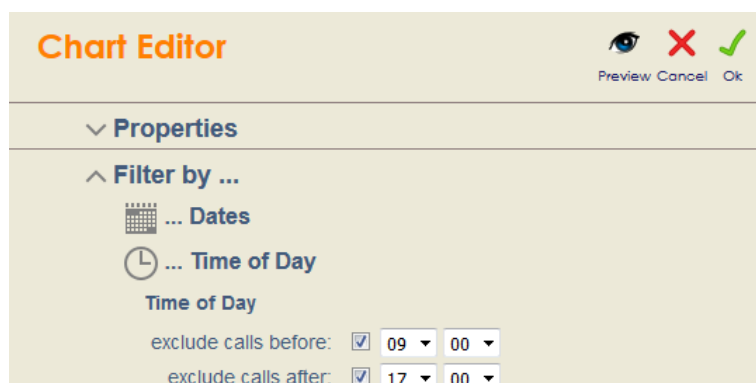 Chart Editor
Preview Cancel Ok
Properties
Filter by ...
... Dates
... Time of Day
Time of Day
exclude calls before: 09 00
exclude calls after: 17 00